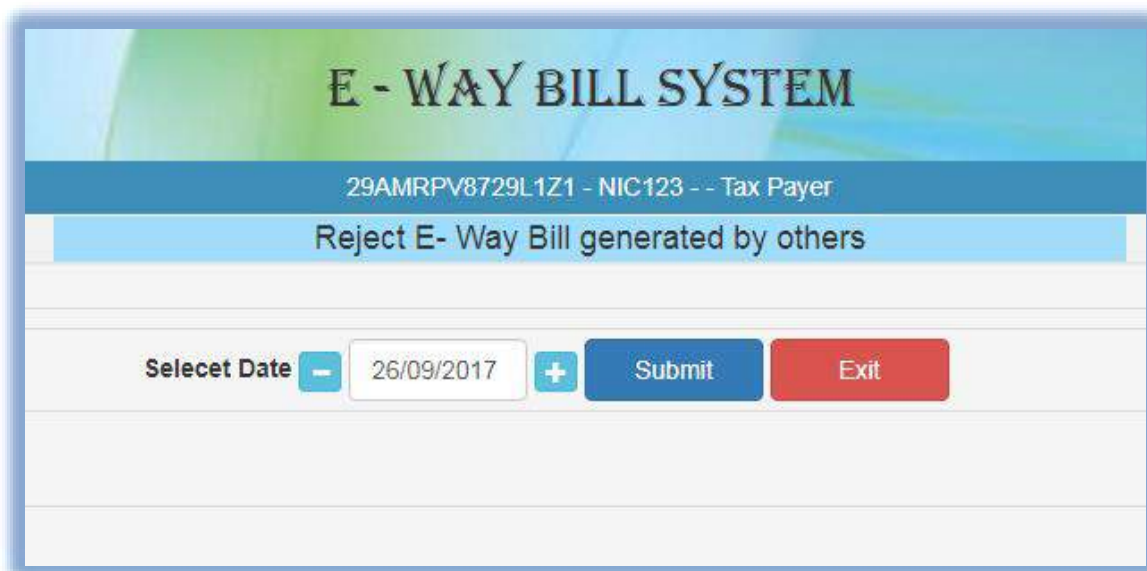 E - WAY BILL SYSTEM
29AMRPV8729L1Z1 - NIC123 - - Tax Payer
Reject E- Way Bill generated by others
Selecet Date - 26/09/2017 + Submit Exit